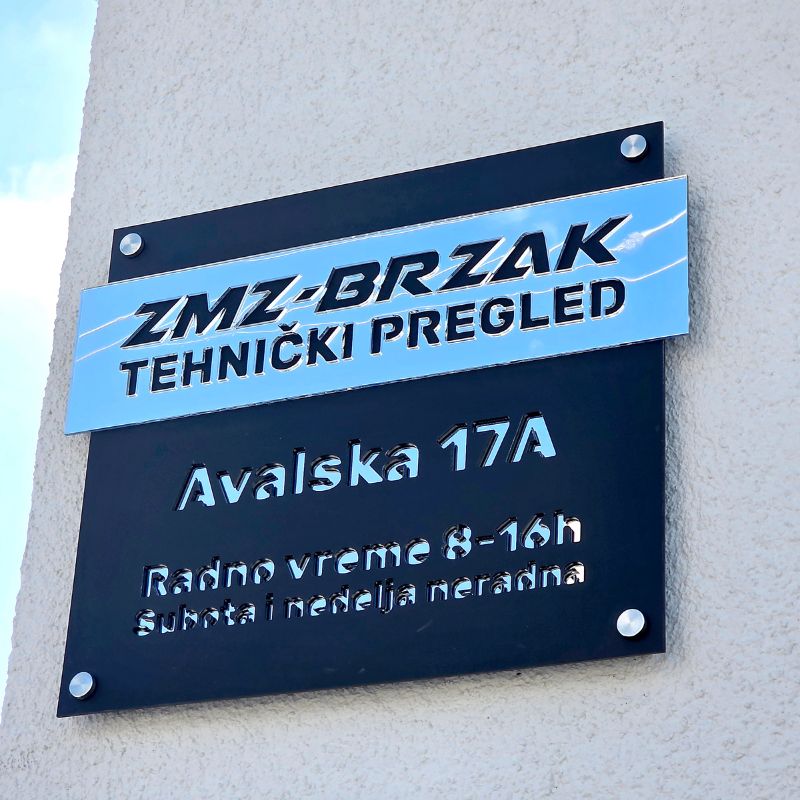 ZMZ-BRZAK
TEHNIČKI PREGLED
Avalska 17A
Radno vreme 8-16h
Subota i nedelja neradna